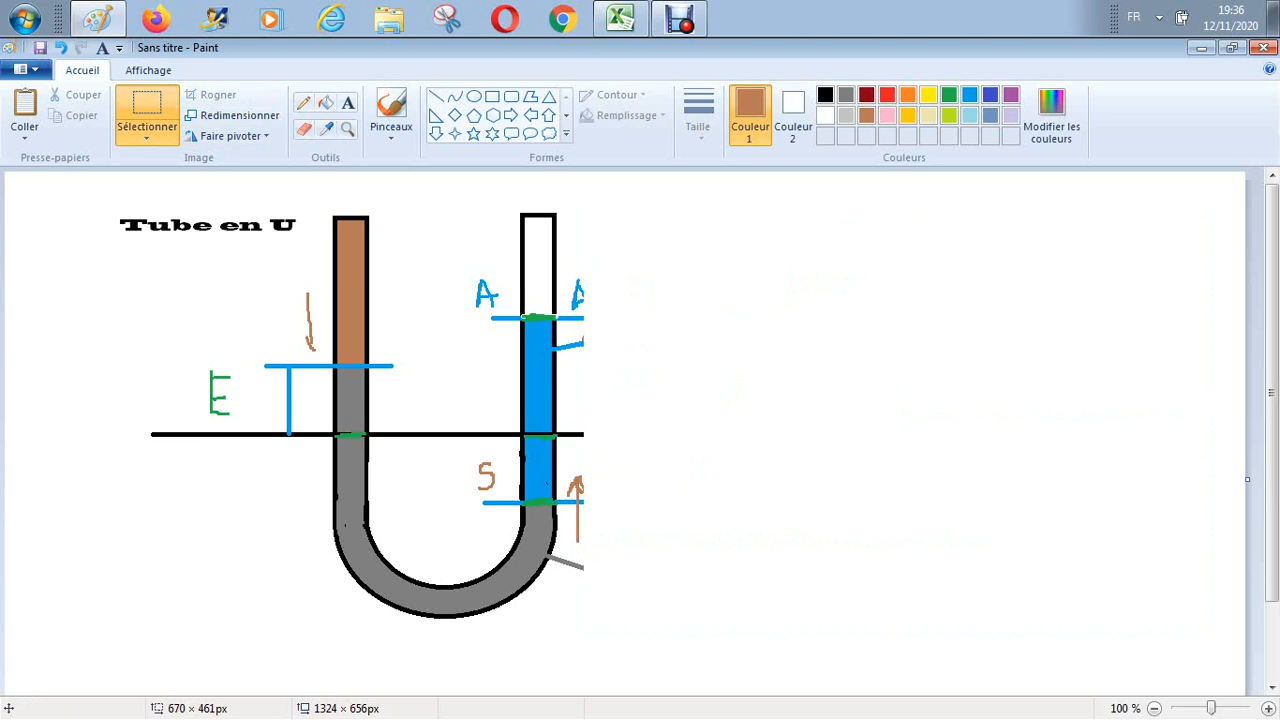 19:36
FR
12/11/2020
Sans titre - Paint
Accueil
Affichage
Coller
Couper
Copier
Presse-papiers
Sélectionner
Rogner
Redimensionner
Faire pivoter
Image
A
Outils
Pinceaux
Contour
Remplissage
Formes
Taille
Couleur
1
Couleur
2
Modifier les
couleurs
Couleurs
Tube en U
A
E
S
670 × 461px
1324 × 656px
100 %